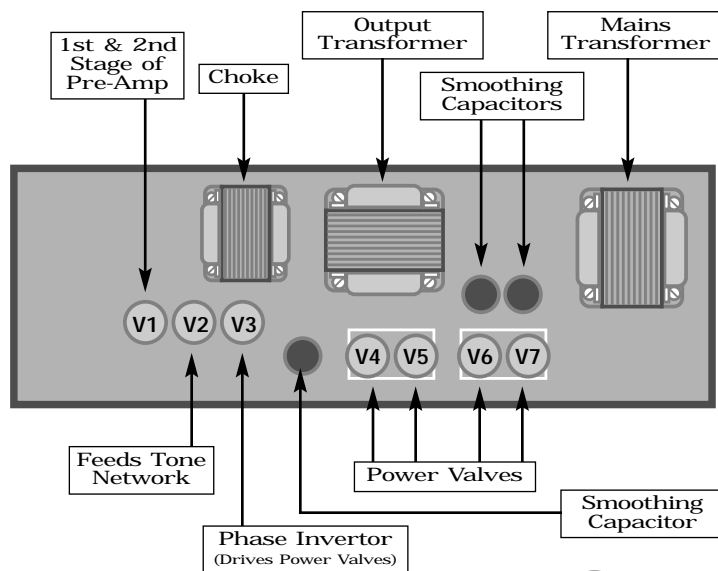 Output
Transformer
Mains
Transformer
1st & 2nd
Stage of
Pre-Amp
Choke
Smoothing
Capacitors
V1
V2
V3
V4
V5
V6
V7
Feeds Tone
Network
Power Valves
Smoothing
Capacitor
Phase Invertor
(Drives Power Valves)